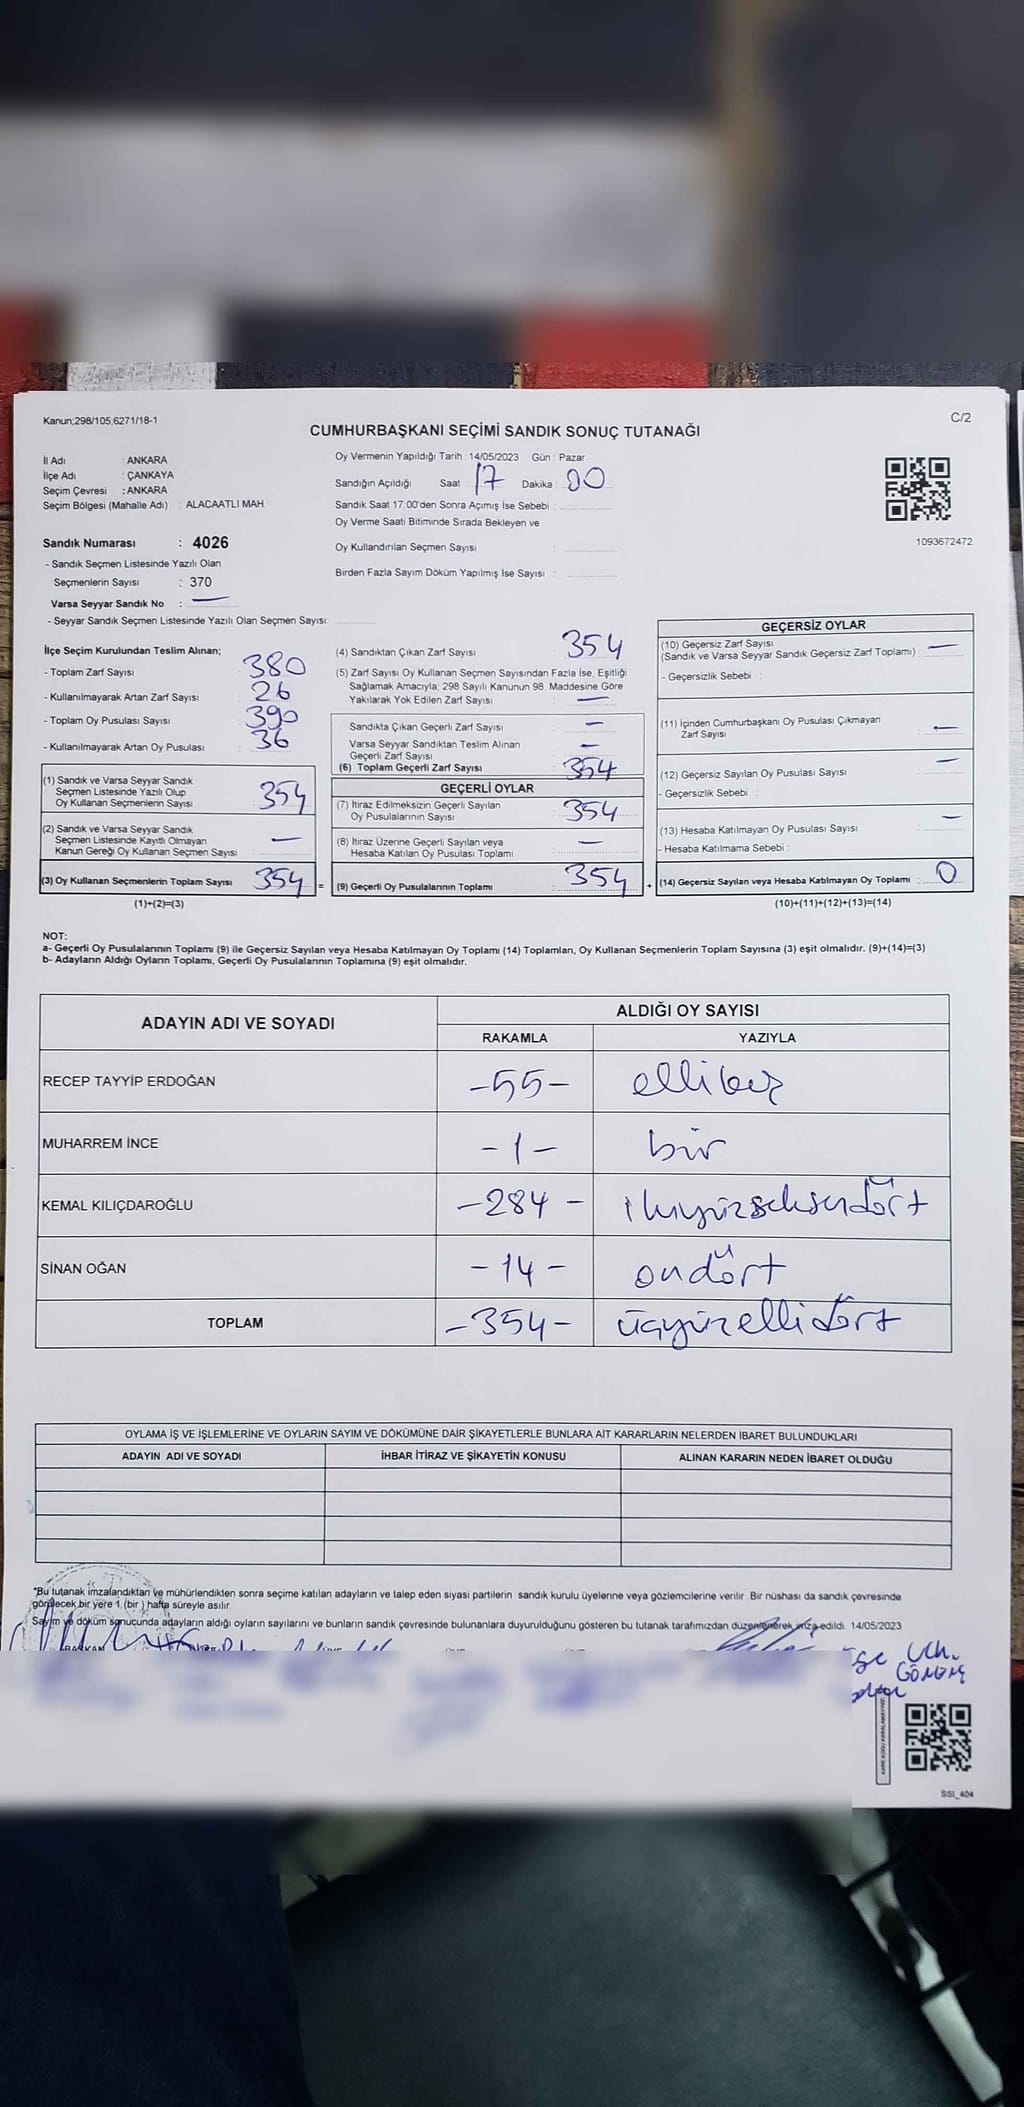 Kanun;298/105;6271/18-1
C/2
CUMHURBAŞKANI SEÇİMİ SANDIK SONUÇ TUTANAĞI
İl Adı : ANKARA
İlçe Adı : ÇANKAYA
Seçim Çevresi : ANKARA
Seçim Bölgesi (Mahalle Adı) : ALACAATLI MAH
Oy Vermenin Yapıldığı Tarih : 14/05/2023 Gün : Pazar
Sandığın Açıldığı Saat : 17 Dakika : 00
Sandık Saat 17:00'den Sonra Açımış İse Sebebi :
Oy Verme Saati Bitiminde Sırada Bekleyen ve
Oy Kullandırılan Seçmen Sayısı :
Birden Fazla Sayım Döküm Yapılmış İse Sayısı :
1093672472
Sandık Numarası : 4026
- Sandık Seçmen Listesinde Yazılı Olan
Seçmenlerin Sayısı : 370
Varsa Seyyar Sandık No : —
- Seyyar Sandık Seçmen Listesinde Yazılı Olan Seçmen Sayısı:
İlçe Seçim Kurulundan Teslim Alınan;
- Toplam Zarf Sayısı : 380
- Kullanılmayarak Artan Zarf Sayısı : 26
- Toplam Oy Pusulası Sayısı : 390
- Kullanılmayarak Artan Oy Pusulası : 36
(1) Sandık ve Varsa Seyyar Sandık
Seçmen Listesinde Yazılı Olup
Oy Kullanan Seçmenlerin Sayısı : 354
(2) Sandık ve Varsa Seyyar Sandık
Seçmen Listesinde Kayıtlı Olmayan
Kanun Gereği Oy Kullanan Seçmen Sayısı : —
(3) Oy Kullanan Seçmenlerin Toplam Sayısı : 354 =
(1)+(2)=(3)
(4) Sandıktan Çıkan Zarf Sayısı : 354
(5) Zarf Sayısı Oy Kullanan Seçmen Sayısından Fazla İse, Eşitliği
Sağlamak Amacıyla; 298 Sayılı Kanunun 98. Maddesine Göre
Yakılarak Yok Edilen Zarf Sayısı : —
Sandıkta Çıkan Geçerli Zarf Sayısı : —
Varsa Seyyar Sandıktan Teslim Alınan
Geçerli Zarf Sayısı : —
(6) Toplam Geçerli Zarf Sayısı : 354
GEÇERLİ OYLAR
(7) İtiraz Edilmeksizin Geçerli Sayılan
Oy Pusulalarının Sayısı : 354
(8) İtiraz Üzerine Geçerli Sayılan veya
Hesaba Katılan Oy Pusulası Toplamı : —
(9) Geçerli Oy Pusulalarının Toplamı : 354 +
GEÇERSİZ OYLAR
(10) Geçersiz Zarf Sayısı
(Sandık ve Varsa Seyyar Sandık Geçersiz Zarf Toplamı) : —
- Geçersizlik Sebebi :
(11) İçinden Cumhurbaşkanı Oy Pusulası Çıkmayan
Zarf Sayısı : —
(12) Geçersiz Sayılan Oy Pusulası Sayısı : —
- Geçersizlik Sebebi :
(13) Hesaba Katılmayan Oy Pusulası Sayısı : —
- Hesaba Katılmama Sebebi :
(14) Geçersiz Sayılan veya Hesaba Katılmayan Oy Toplamı : 0
(10)+(11)+(12)+(13)=(14)
NOT:
a- Geçerli Oy Pusulalarının Toplamı (9) ile Geçersiz Sayılan veya Hesaba Katılmayan Oy Toplamı (14) Toplamları, Oy Kullanan Seçmenlerin Toplam Sayısına (3) eşit olmalıdır. (9)+(14)=(3)
b- Adayların Aldığı Oyların Toplamı, Geçerli Oy Pusulalarının Toplamına (9) eşit olmalıdır.
ADAYIN ADI VE SOYADI ALDIĞI OY SAYISI
RAKAMLA YAZIYLA
RECEP TAYYİP ERDOĞAN -55- ellibeş
MUHARREM İNCE -1- bir
KEMAL KILIÇDAROĞLU -284- ikiyüzseksendört
SİNAN OĞAN -14- ondört
TOPLAM -354- üçyüzellidört
OYLAMA İŞ VE İŞLEMLERİNE VE OYLARIN SAYIM VE DÖKÜMÜNE DAİR ŞİKAYETLERLE BUNLARA AİT KARARLARIN NELERDEN İBARET BULUNDUKLARI
ADAYIN ADI VE SOYADI İHBAR İTİRAZ VE ŞİKAYETİN KONUSU ALINAN KARARIN NEDEN İBARET OLDUĞU
*Bu tutanak imzalandıktan ve mühürlendikten sonra seçime katılan adayların ve talep eden siyasi partilerin sandık kurulu üyelerine veya gözlemcilerine verilir. Bir nüshası da sandık çevresinde
görülecek bir yere 1 (bir) hafta süreyle asılır.
Sayım ve döküm sonucunda adayların aldığı oyların sayılarını ve bunların sandık çevresinde bulunanlara duyurulduğunu gösteren bu tutanak tarafımızdan düzenlenerek imza edildi. 14/05/2023
BAŞKAN
GÖNENÇ
SSI_404